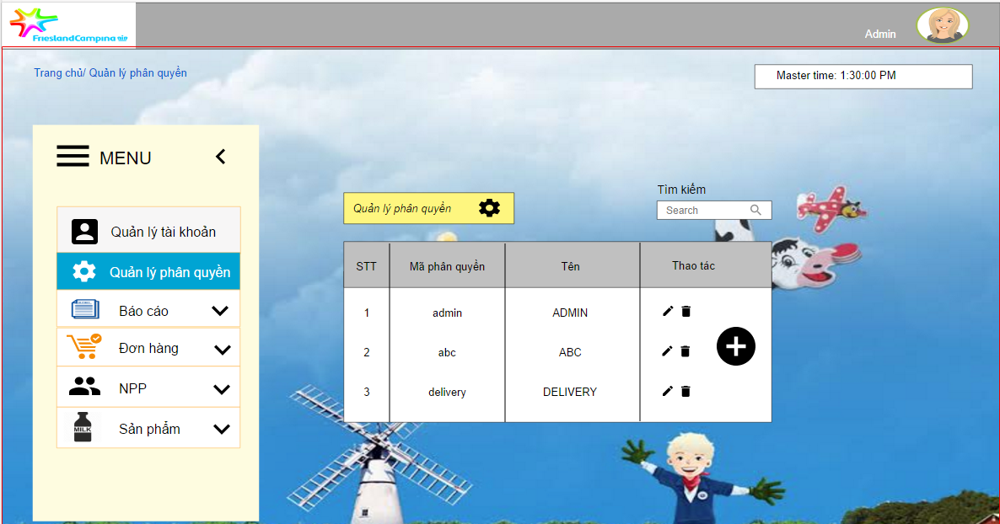 FrieslandCampina
Admin
Trang chủ/ Quản lý phân quyền
Master time: 1:30:00 PM
MENU
Quản lý tài khoản
Quản lý phân quyền
Báo cáo
Đơn hàng
NPP
MILK
Sản phẩm
Quản lý phân quyền
Tìm kiếm
Search
STT Mã phân quyền Tên Thao tác
1 admin ADMIN
2 abc ABC
3 delivery DELIVERY